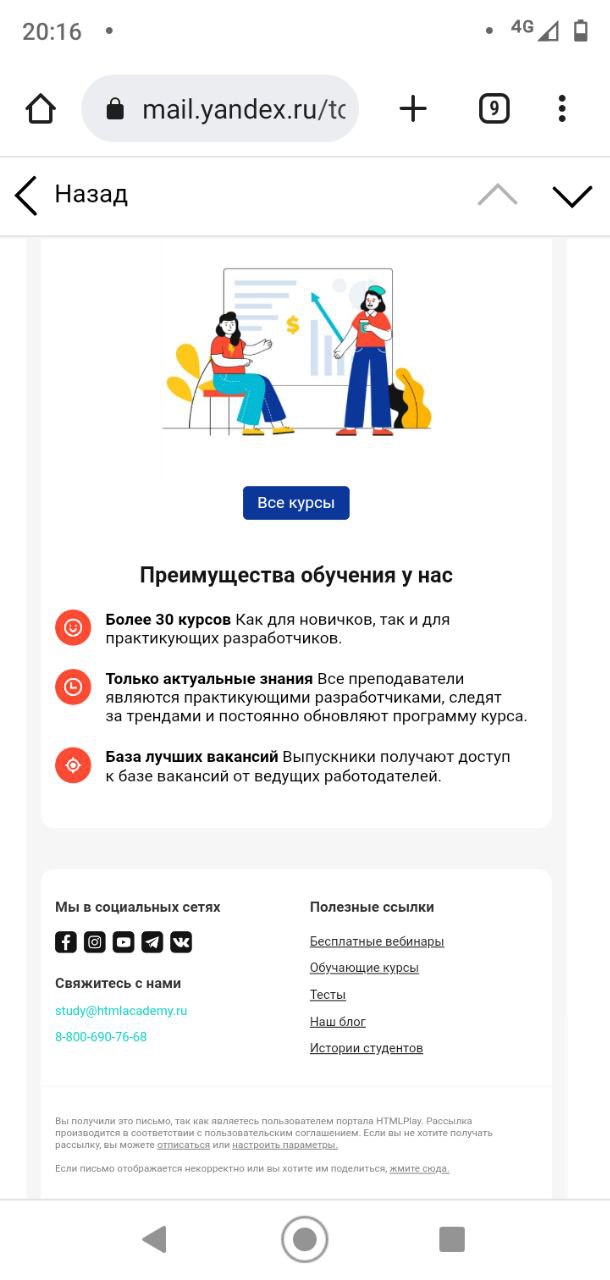 20:16
4G
mail.yandex.ru/tc
9
Назад
$
Все курсы
Преимущества обучения у нас
Более 30 курсов Как для новичков, так и для
практикующих разработчиков.
Только актуальные знания Все преподаватели
являются практикующими разработчиками, следят
за трендами и постоянно обновляют программу курса.
База лучших вакансий Выпускники получают доступ
к базе вакансий от ведущих работодателей.
Мы в социальных сетях
Свяжитесь с нами
study@htmlacademy.ru
8-800-690-76-68
Полезные ссылки
Бесплатные вебинары
Обучающие курсы
Тесты
Наш блог
Истории студентов
Вы получили это письмо, так как являетесь пользователем портала HTMLPlay. Рассылка
производится в соответствии с пользовательским соглашением. Если вы не хотите получать
рассылку, вы можете отписаться или настроить параметры.
Если письмо отображается некорректно или вы хотите им поделиться, жмите сюда.